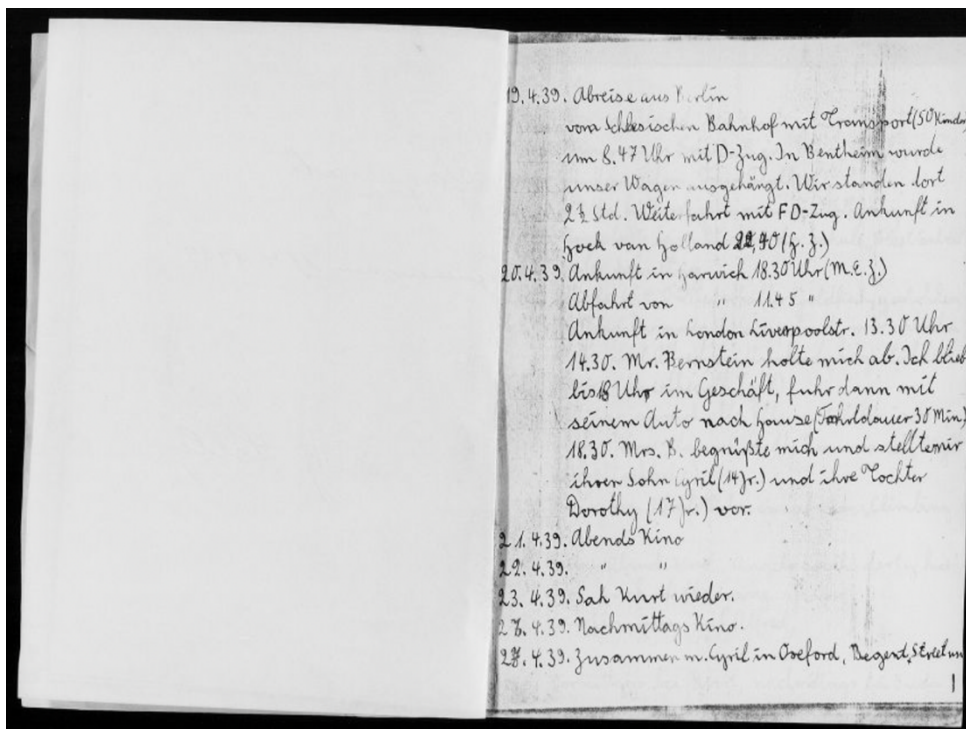 19.4.39. Abreise aus Berlin
vom Schlesischen Bahnhof mit Transport (50 Kinder
um 8.47 Uhr mit D-Zug. In Bentheim wurde
unser Wagen ausgehängt. Wir standen dort
2½ Std. Weiterfahrt mit FD-Zug. Ankunft in
Hoek van Holland 22,40 (h. z.)
20.4.39. Ankunft in Harwich 18.30 Uhr (M.E.Z.)
Abfahrt von " 11.45 "
Ankunft in London Liverpoolstr. 13.30 Uhr
14.30. Mr. Bernstein holte mich ab. Ich blieb
bis 18 Uhr im Geschäft, fuhr dann mit
seinem Auto nach Hause (Fahrtdauer 30 Min)
18.30. Mrs. B. begrüßte mich und stellte mir
ihren Sohn Cyril (14 Jr.) und ihre Tochter
Dorothy (17 Jr.) vor.
21.4.39. Abends Kino
22.4.39. " "
23.4.39. Sah Kurt wieder.
4.39. Nachmittags Kino.
4.39. Zusammen m. Cyril in Oxeford, Regent, Street un
1